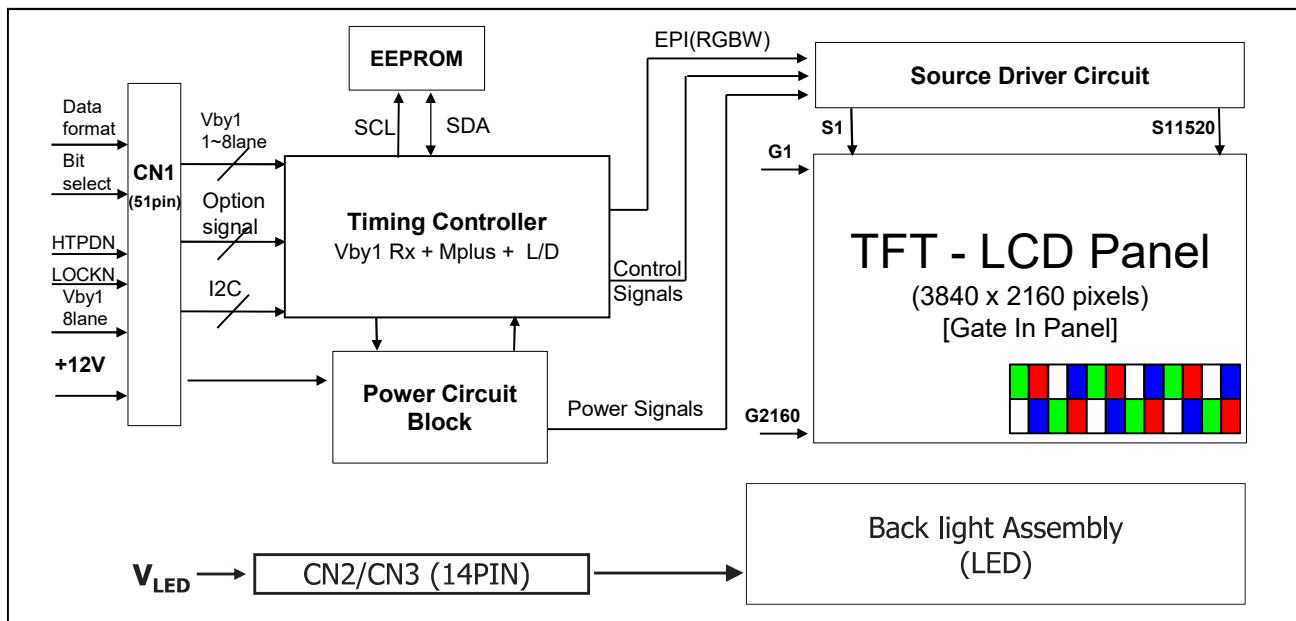 EEPROM
EPI(RGBW)
Source Driver Circuit
Data
format
Vby1
1~8lane
SCL
SDA
S1
S11520
Bit
select
CN1
(51pin)
G1
Option
signal
Timing Controller
Vby1 Rx + Mplus + L/D
TFT - LCD Panel
(3840 x 2160 pixels)
[Gate In Panel]
HTPDN
LOCKN
Vby1
8lane
I2C
Control
Signals
+12V
Power Circuit
Block
Power Signals
G2160
Back light Assembly
(LED)
VLED
CN2/CN3 (14PIN)